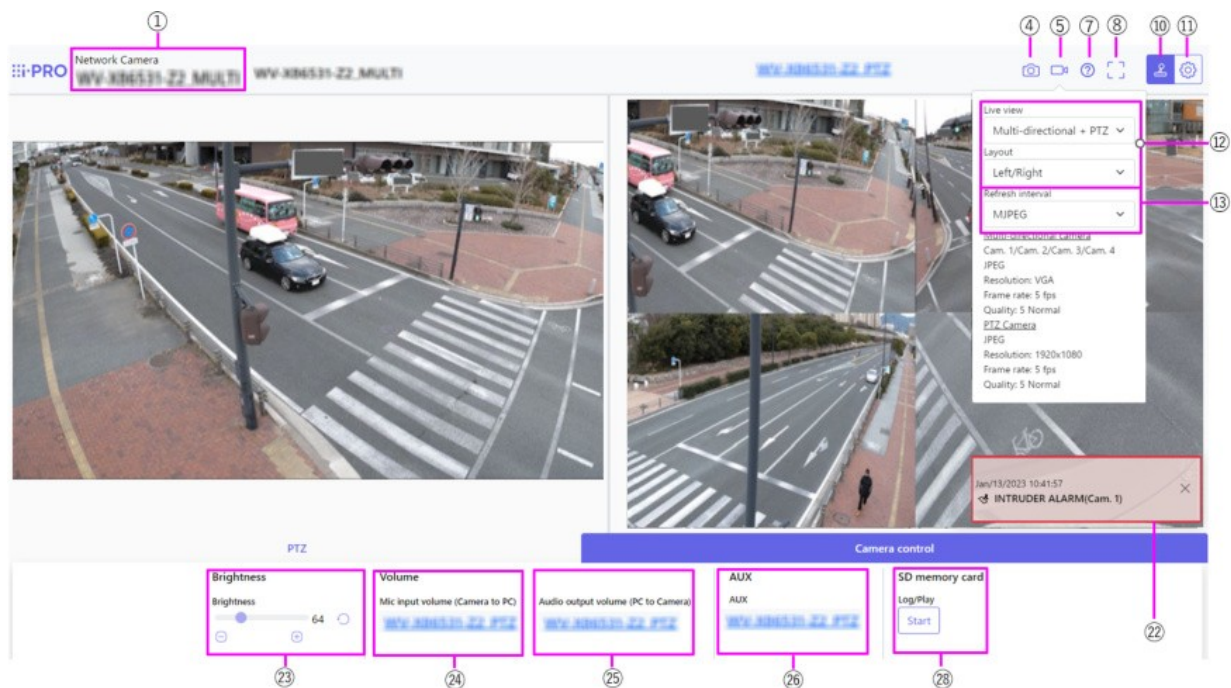 ①
④ ⑤ ⑦ ⑧ ⑩ ⑪
i-PRO
Network Camera
WV-X86531-Z2_MULTI
WV-X86531-Z2_MULTI
WV-X86531-Z2_PTZ
Live view
Multi-directional + PTZ
⑫
Layout
Left/Right
Refresh interval
⑬
MJPEG
Multi-directional camera
Cam. 1/Cam. 2/Cam. 3/Cam. 4
JPEG
Resolution: VGA
Frame rate: 5 fps
Quality: 5 Normal
PTZ Camera
JPEG
Resolution: 1920x1080
Frame rate: 5 fps
Quality: 5 Normal
Jan/13/2023 10:41:57
INTRUDER ALARM(Cam. 1)
㉒
PTZ
Camera control
Brightness
Brightness
64
Volume
Mic input volume (Camera to PC)
WV-X86531-Z2_PTZ
Audio output volume (PC to Camera)
WV-X86531-Z2_PTZ
AUX
AUX
WV-X86531-Z2_PTZ
SD memory card
Log/Play
Start
㉓ ㉔ ㉕ ㉖ ㉘